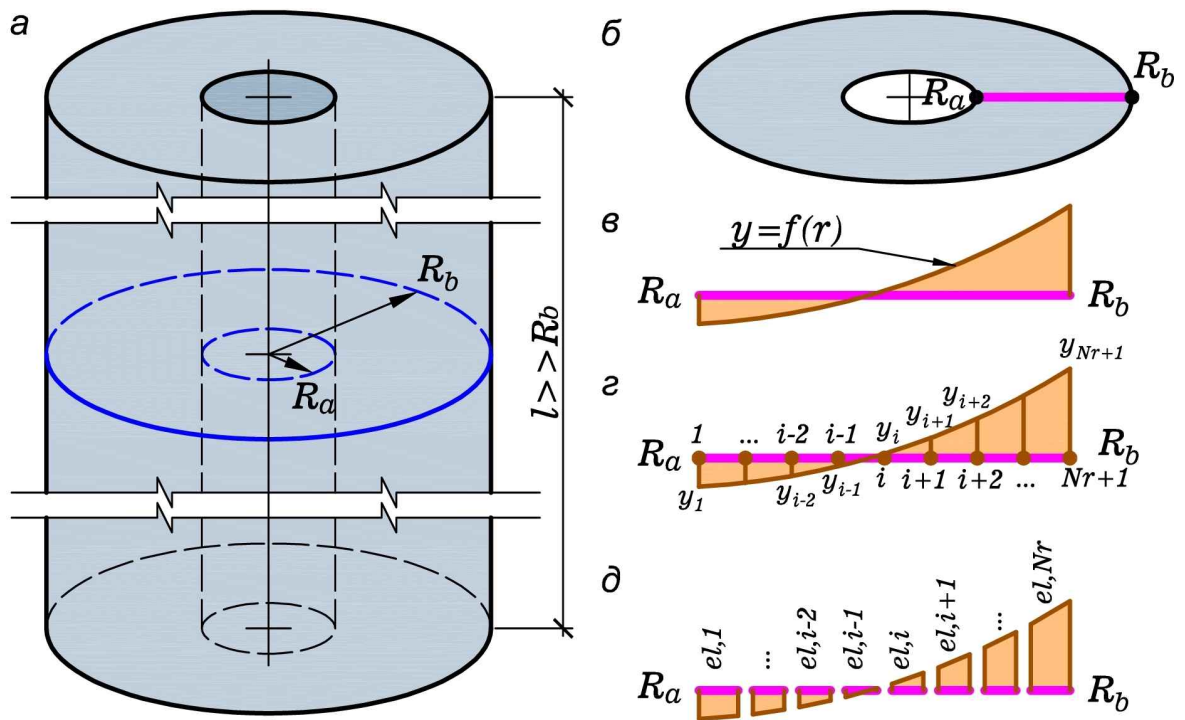 а
R_b
R_a
l>>R_b
б
R_a
R_b
в
y=f(r)
R_a
R_b
г
y_{Nr+1}
y_{i+2}
y_{i+1}
y_i
1 ... i-2 i-1
R_a
R_b
i i+1 i+2 ... Nr+1
y_1 y_{i-2} y_{i-1}
д
el,1 ... el,i-2 el,i-1 el,i el,i+1 ... el,Nr
R_a
R_b